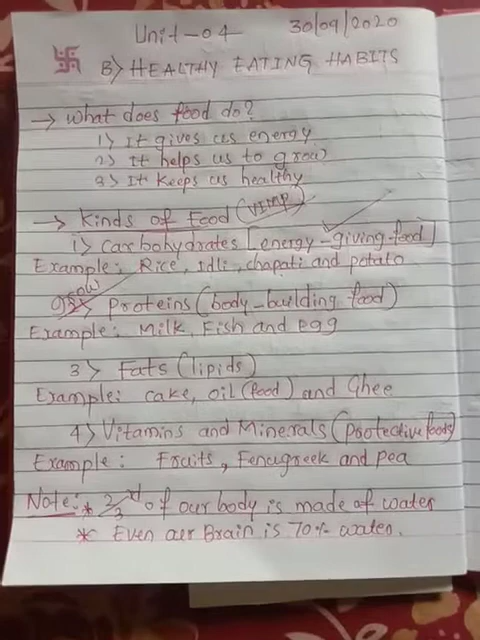 Unit-04 30/09/2020
卐 B) HEALTHY EATING HABITS
→ What does food do?
1) It gives us energy
2) It helps us to grow
3) It keeps us healthy
→ Kinds of Food (VIMP)
1) Carbohydrates [energy-giving-food]
Example: Rice, Idli, chapati and potato
2) Proteins (body-building food)
Example: Milk, Fish and egg
3) Fats (lipids)
Example: cake, oil (food) and Ghee
4) Vitamins and Minerals (Protective foods)
Example: Fruits, Fenugreek and pea
Note: * 2/3rd of our body is made of water
* Even our Brain is 70% water.